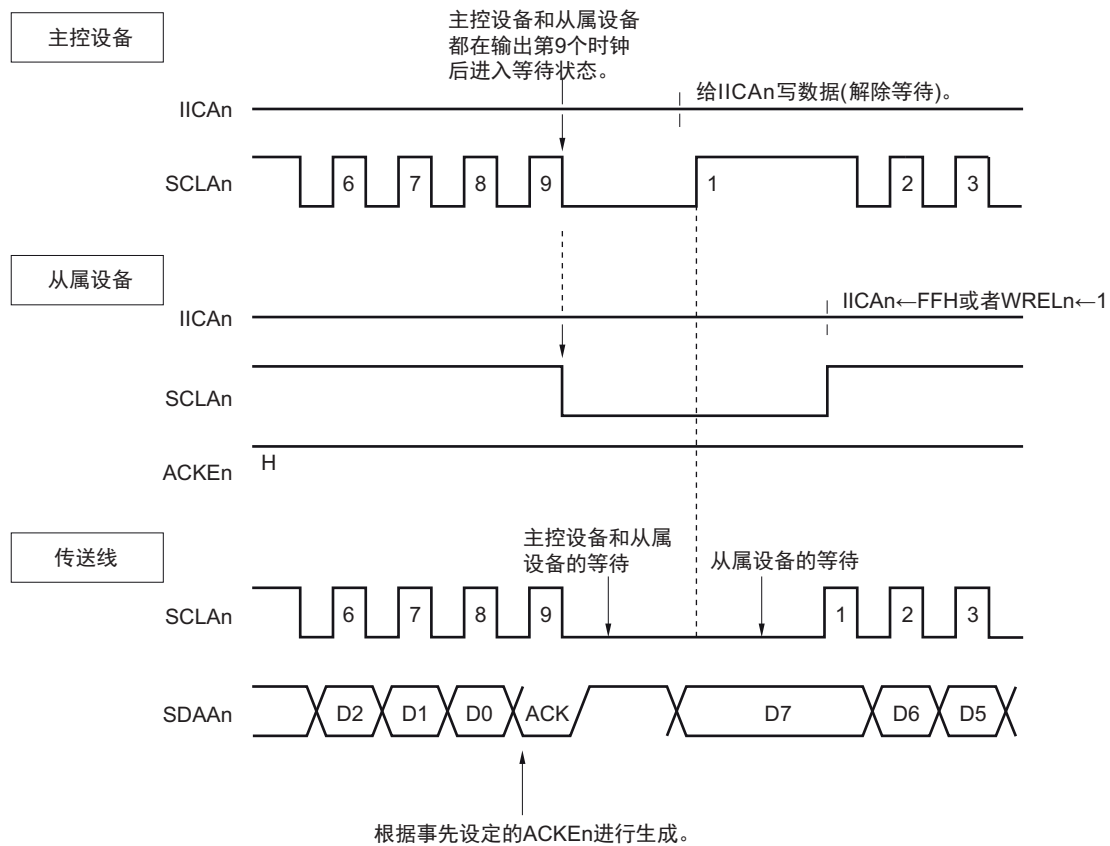 主控设备
主控设备和从属设备
都在输出第9个时钟
后进入等待状态。
给IICAn写数据(解除等待)。
IICAn
SCLAn
6 7 8 9 1 2 3
从属设备
IICAn←FFH或者WRELn←1
IICAn
SCLAn
H
ACKEn
传送线
主控设备和从属
设备的等待
从属设备的等待
SCLAn
6 7 8 9 1 2 3
SDAAn
D2 D1 D0 ACK D7 D6 D5
根据事先设定的ACKEn进行生成。